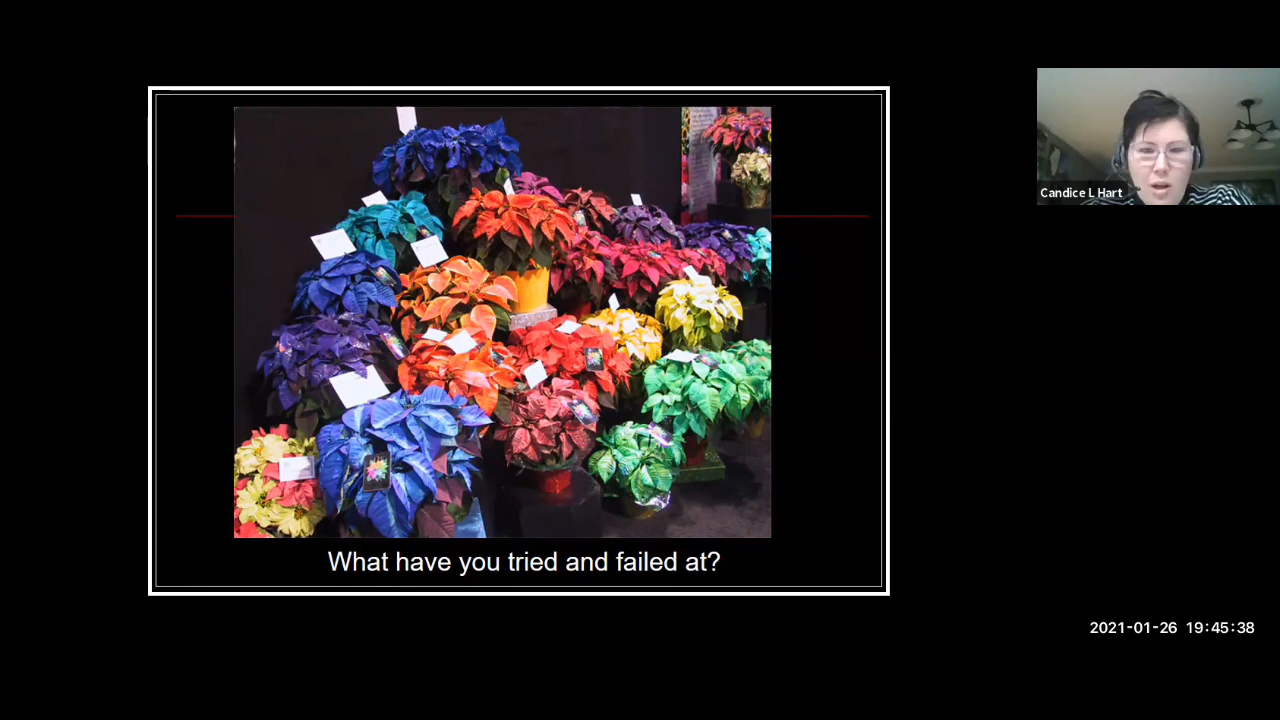 Candice L Hart
What have you tried and failed at?
2021-01-26 19:45:38